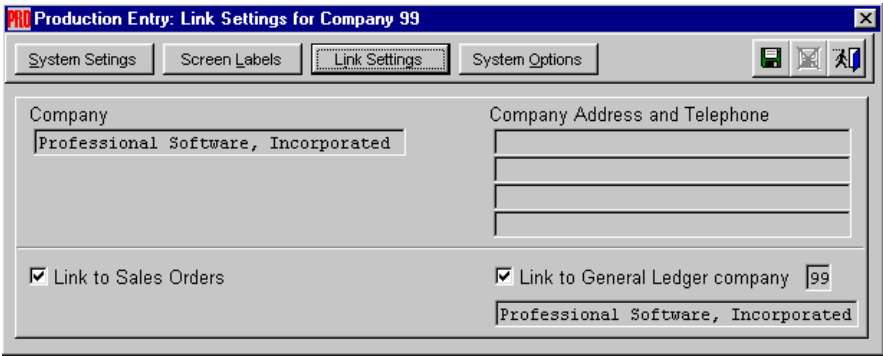 PRO Production Entry: Link Settings for Company 99
System Setings Screen Labels Link Settings System Options
Company
Company Address and Telephone
Professional Software, Incorporated
Link to Sales Orders
Link to General Ledger company 99
Professional Software, Incorporated